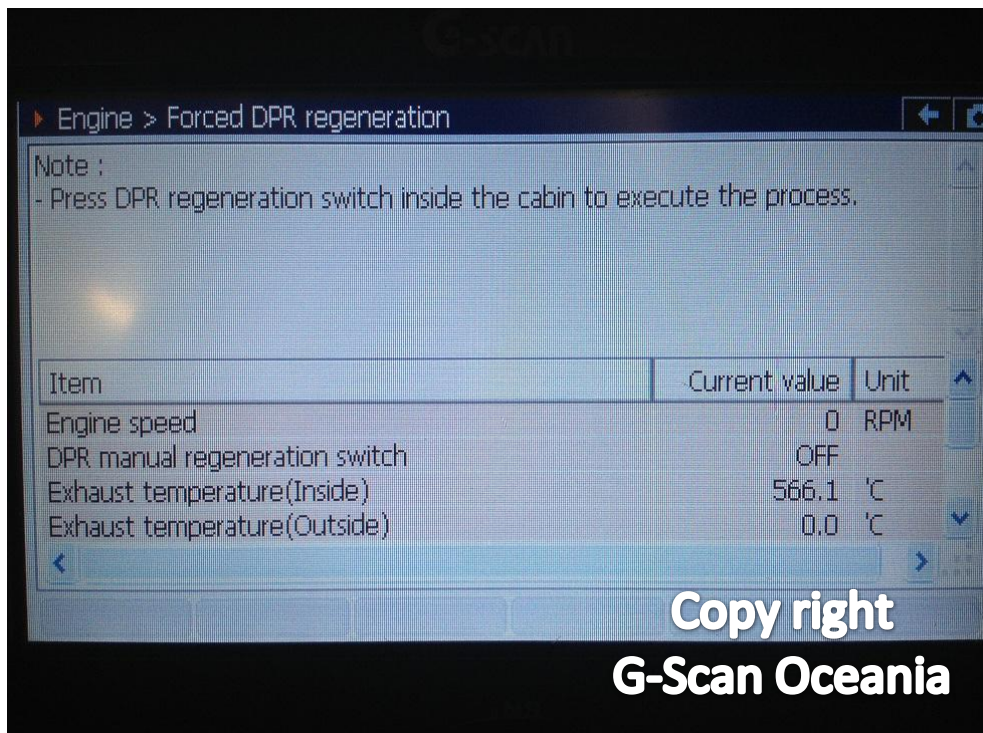 G-SCAN
Engine > Forced DPR regeneration
Note :
- Press DPR regeneration switch inside the cabin to execute the process.
Item Current value Unit
Engine speed 0 RPM
DPR manual regeneration switch OFF
Exhaust temperature(Inside) 566.1 'C
Exhaust temperature(Outside) 0.0 'C
Copy right
G-Scan Oceania